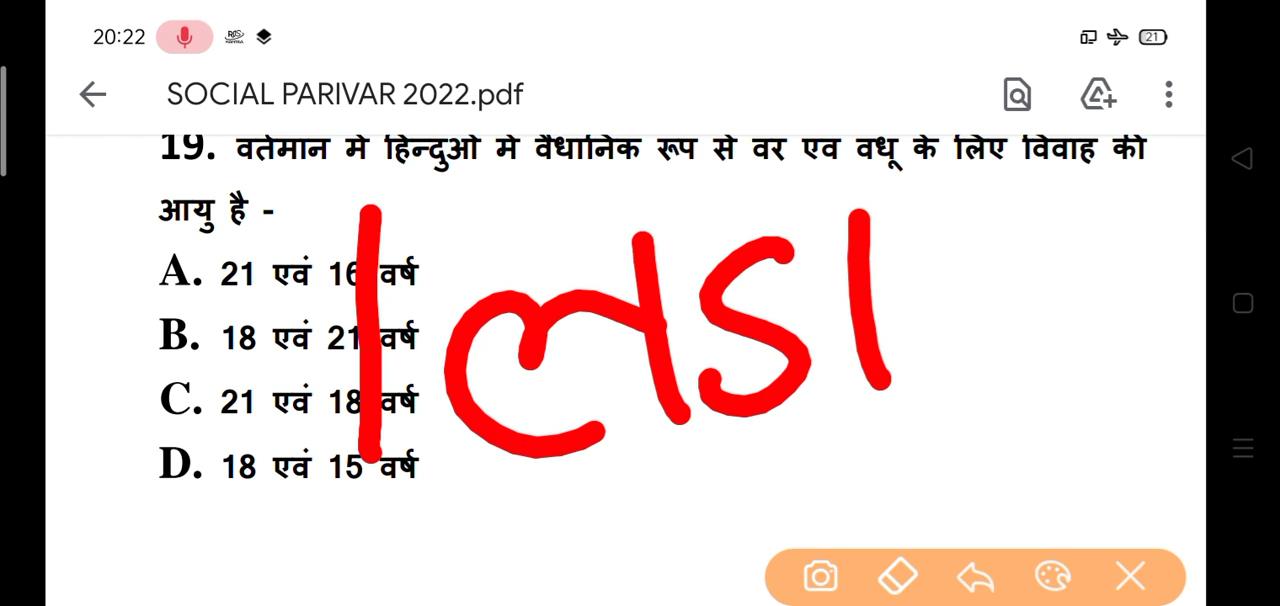 20:22
21
SOCIAL PARIVAR 2022.pdf
19. वर्तमान में हिन्दुओं में वैधानिक रूप से वर एवं वधू के लिए विवाह की
आयु है -
A. 21 एवं 16 वर्ष
B. 18 एवं 21 वर्ष
C. 21 एवं 18 वर्ष
D. 18 एवं 15 वर्ष